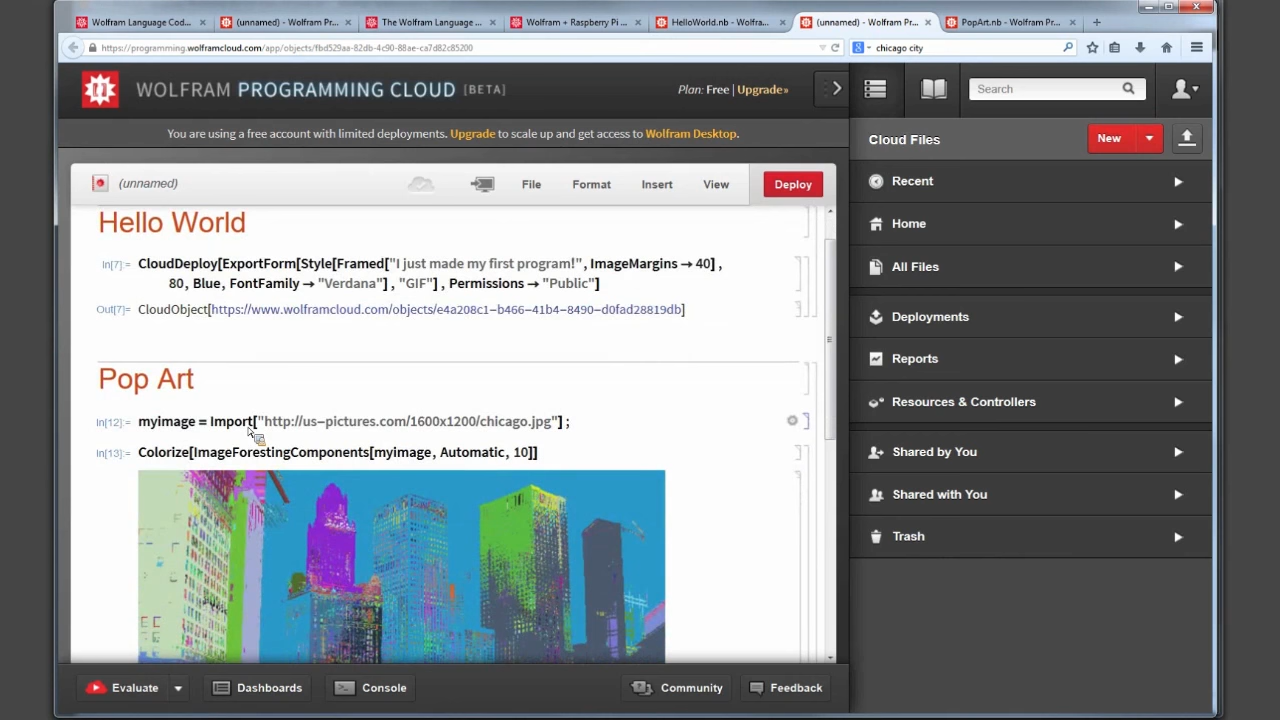 Wolfram Language Cod...
(unnamed) - Wolfram Pr...
The Wolfram Language ...
Wolfram + Raspberry Pi ...
HelloWorld.nb - Wolfra...
(unnamed) - Wolfram Pr...
PopArt.nb - Wolfram Pr...
https://programming.wolframcloud.com/app/objects/fbd529aa-82db-4c90-88ae-ca7d82c85200
chicago city
WOLFRAM PROGRAMMING CLOUD [BETA]
Plan: Free | Upgrade»
Search
You are using a free account with limited deployments. Upgrade to scale up and get access to Wolfram Desktop.
Cloud Files
New
(unnamed)
File
Format
Insert
View
Deploy
Recent
Home
All Files
Deployments
Reports
Resources & Controllers
Shared by You
Shared with You
Trash
Hello World
In[7]:= CloudDeploy[ExportForm[Style[Framed["I just made my first program!", ImageMargins → 40],
80, Blue, FontFamily → "Verdana"], "GIF"], Permissions → "Public"]
Out[7]= CloudObject[https://www.wolframcloud.com/objects/e4a208c1-b466-41b4-8490-d0fad28819db]
Pop Art
In[12]:= myimage = Import["http://us-pictures.com/1600x1200/chicago.jpg"];
In[13]:= Colorize[ImageForestingComponents[myimage, Automatic, 10]]
Evaluate
Dashboards
Console
Community
Feedback